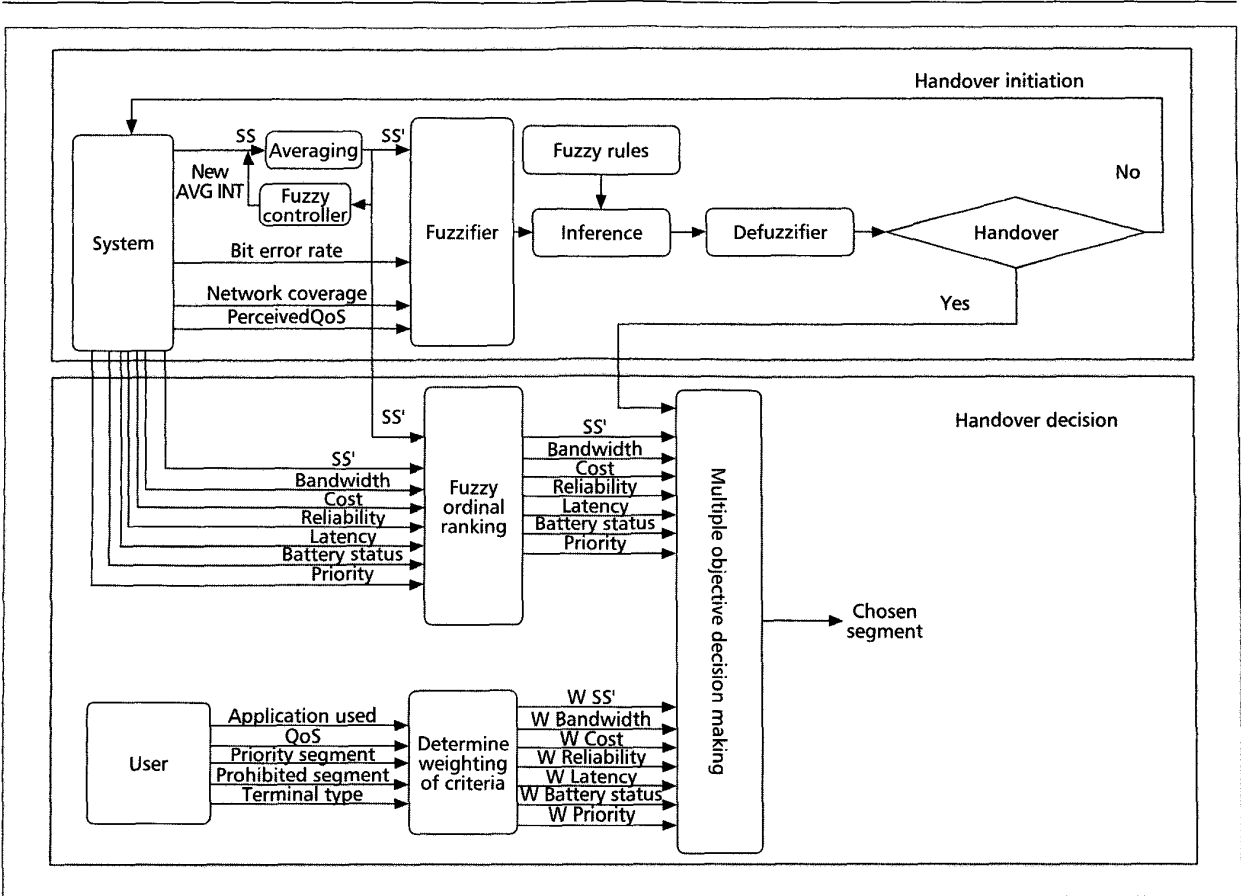 Handover initiation
SS
Averaging
SS'
Fuzzy rules
New
AVG INT
Fuzzy
controller
No
System
Fuzzifier
Inference
Defuzzifier
Handover
Bit error rate
Network coverage
PerceivedQoS
Yes
Handover decision
SS'
SS'
Bandwidth
Cost
Reliability
Latency
Battery status
Priority
Fuzzy
ordinal
ranking
SS'
Bandwidth
Cost
Reliability
Latency
Battery status
Priority
Multiple objective decision making
Chosen
segment
User
Application used
QoS
Priority segment
Prohibited segment
Terminal type
Determine
weighting
of criteria
W SS'
W Bandwidth
W Cost
W Reliability
W Latency
W Battery status
W Priority